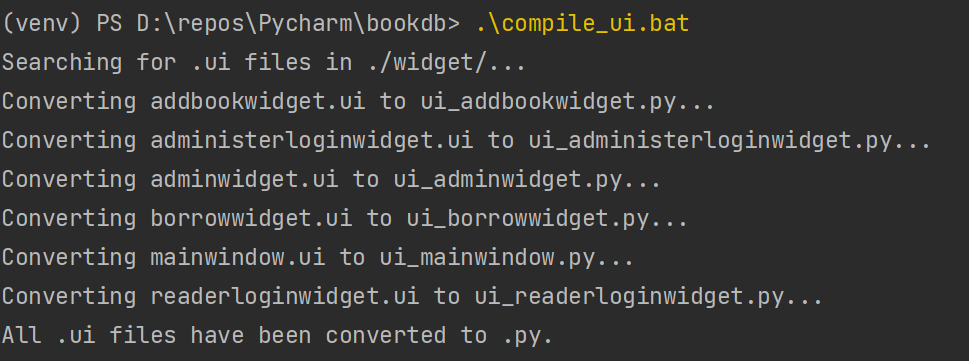 (venv) PS D:\repos\Pycharm\bookdb> .\compile_ui.bat
Searching for .ui files in ./widget/...
Converting addbookwidget.ui to ui_addbookwidget.py...
Converting administerloginwidget.ui to ui_administerloginwidget.py...
Converting adminwidget.ui to ui_adminwidget.py...
Converting borrowwidget.ui to ui_borrowwidget.py...
Converting mainwindow.ui to ui_mainwindow.py...
Converting readerloginwidget.ui to ui_readerloginwidget.py...
All .ui files have been converted to .py.